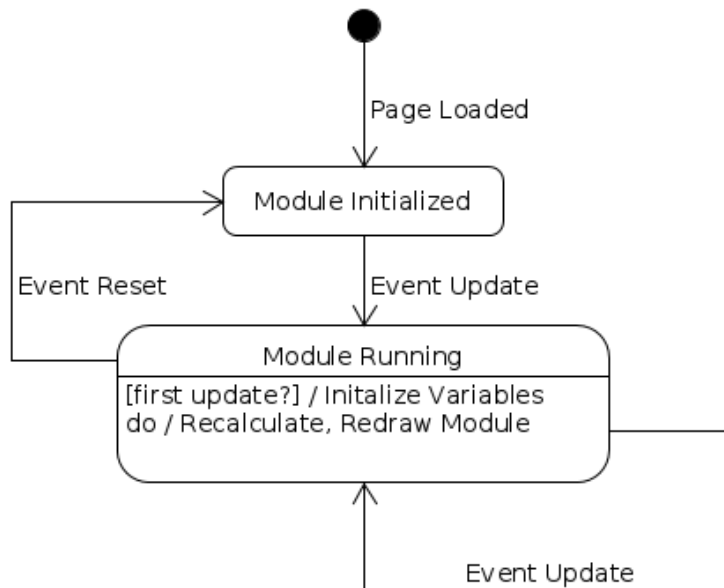 Page Loaded
Module Initialized
Event Reset
Event Update
Module Running
[first update?] / Initalize Variables
do / Recalculate, Redraw Module
Event Update